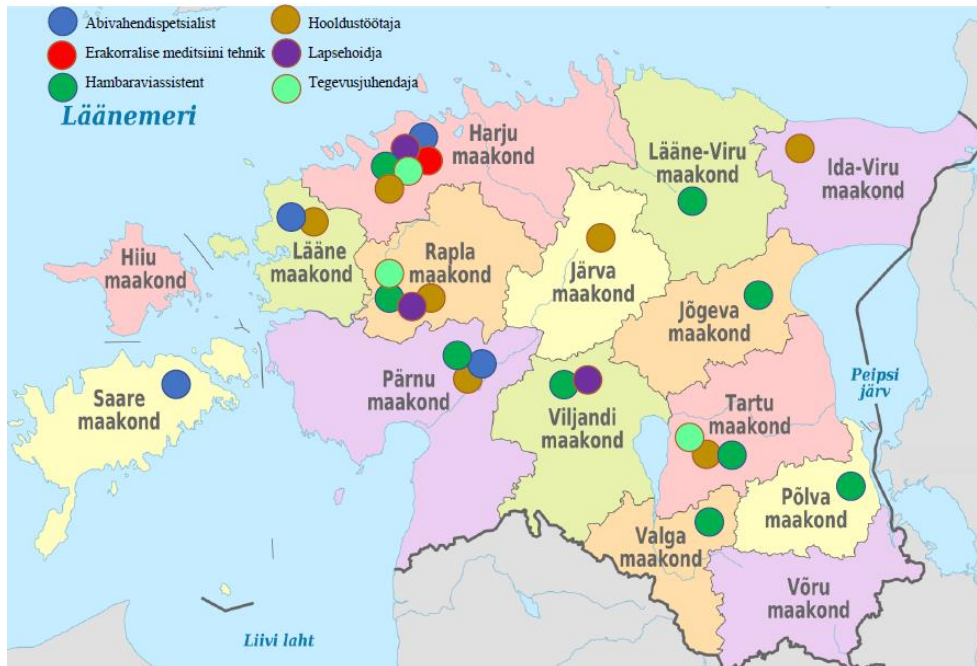 Abivahendispetsialist
Hooldustöötaja
Erakorralise meditsiini tehnik
Lapsehoidja
Hambaraviassistent
Tegevusjuhendaja
Läänemeri
Harju
maakond
Lääne-Viru
maakond
Ida-Viru
maakond
Hiiu
maakond
Lääne
maakond
Rapla
maakond
Järva
maakond
Jõgeva
maakond
Saare
maakond
Pärnu
maakond
Viljandi
maakond
Tartu
maakond
Peipsi
järv
Põlva
maakond
Valga
maakond
Võru
maakond
Liivi laht